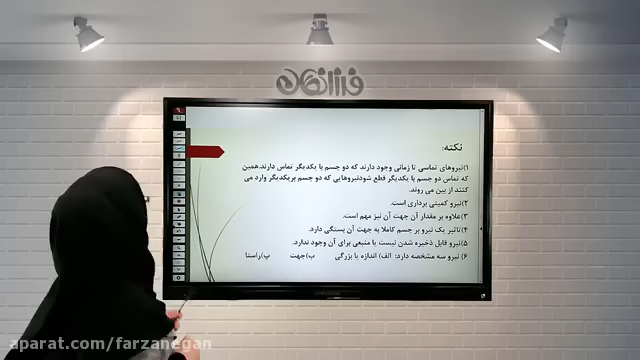 فرزانگان
نکته:
۱)نیروهای تماسی تا زمانی وجود دارند که دو جسم با یکدیگر تماس دارند.همین
که تماس دو جسم با یکدیگر قطع شودنیروهایی که دو جسم بریکدیگر وارد می
کنند از بین می روند.
۲)نیرو کمیتی برداری است.
۳)علاوه بر مقدار آن جهت آن نیز مهم است.
۴)تاثیر یک نیرو بر جسم کاملا به جهت آن بستگی دارد.
۵)نیرو قابل ذخیره شدن نیست یا منبعی برای آن وجود ندارد.
۶) نیرو سه مشخصه دارد: الف) اندازه یا بزرگی ب)جهت پ)راستا
aparat.com/farzanegan